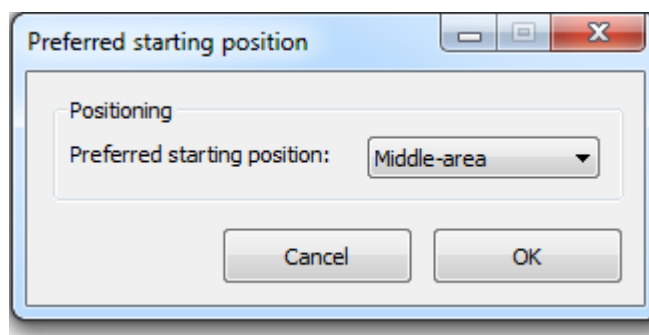 Preferred starting position
Positioning
Preferred starting position: Middle-area
Cancel OK